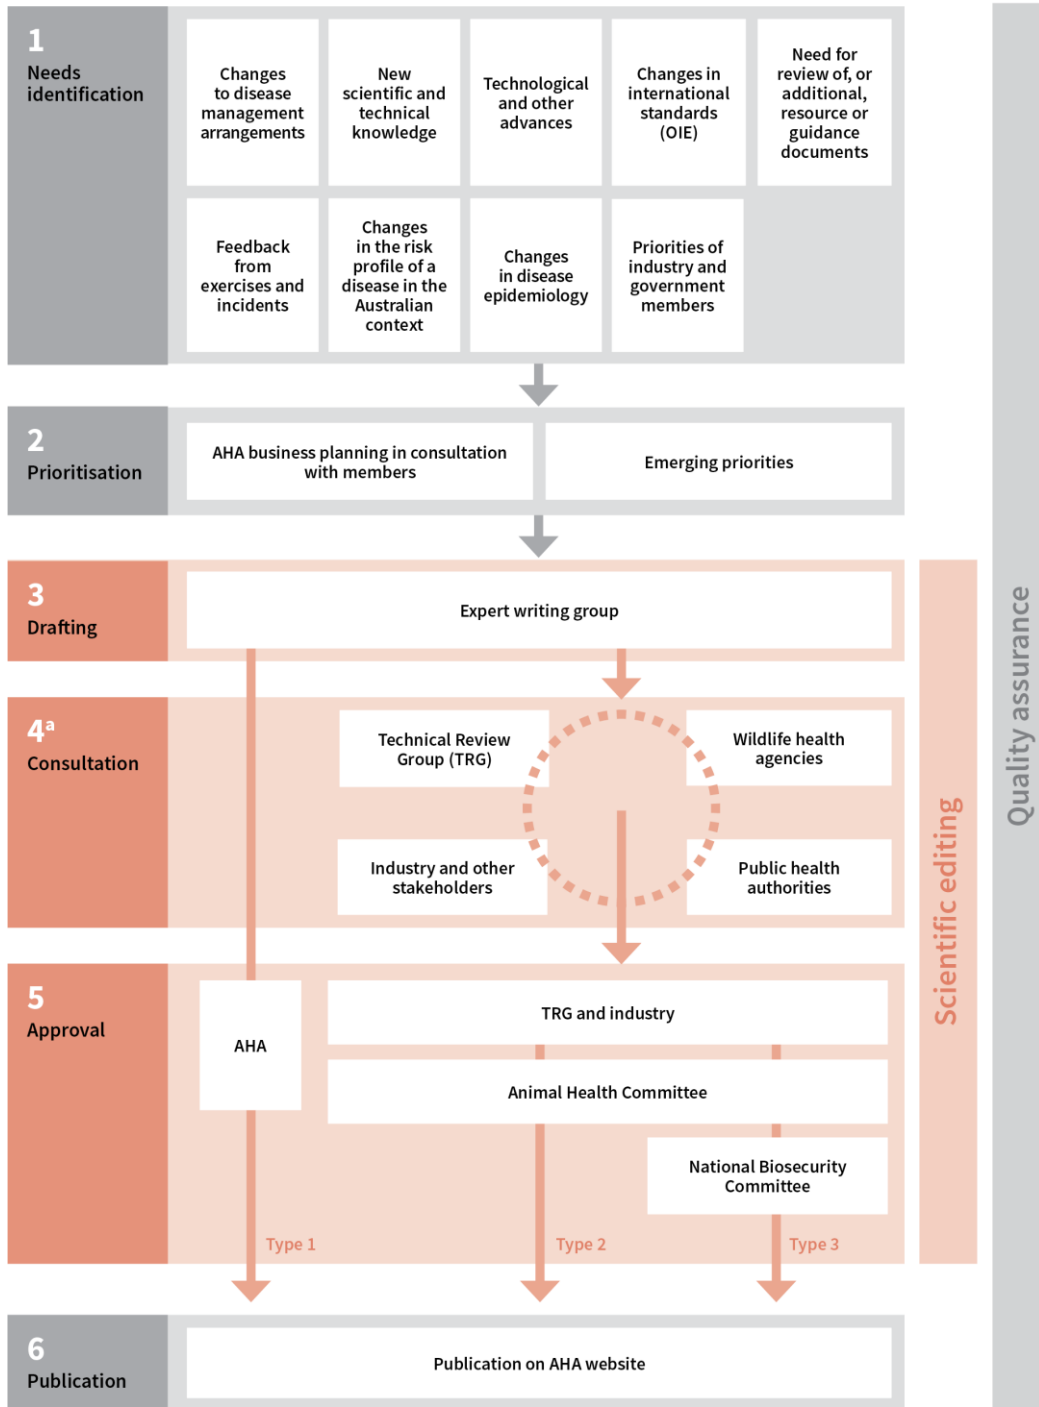 1
Needs
identification
Changes
to disease
management
arrangements
New
scientific and
technical
knowledge
Technological
and other
advances
Changes in
international
standards
(OIE)
Need for
review of, or
additional,
resource or
guidance
documents
Feedback
from
exercises and
incidents
Changes
in the risk
profile of a
disease in the
Australian
context
Changes
in disease
epidemiology
Priorities of
industry and
government
members
2
Prioritisation
AHA business planning in consultation
with members
Emerging priorities
3
Drafting
Expert writing group
4ª
Consultation
Technical Review
Group (TRG)
Wildlife health
agencies
Industry and other
stakeholders
Public health
authorities
5
Approval
AHA
TRG and industry
Animal Health Committee
National Biosecurity
Committee
Type 1
Type 2
Type 3
6
Publication
Publication on AHA website
Scientific editing
Quality assurance